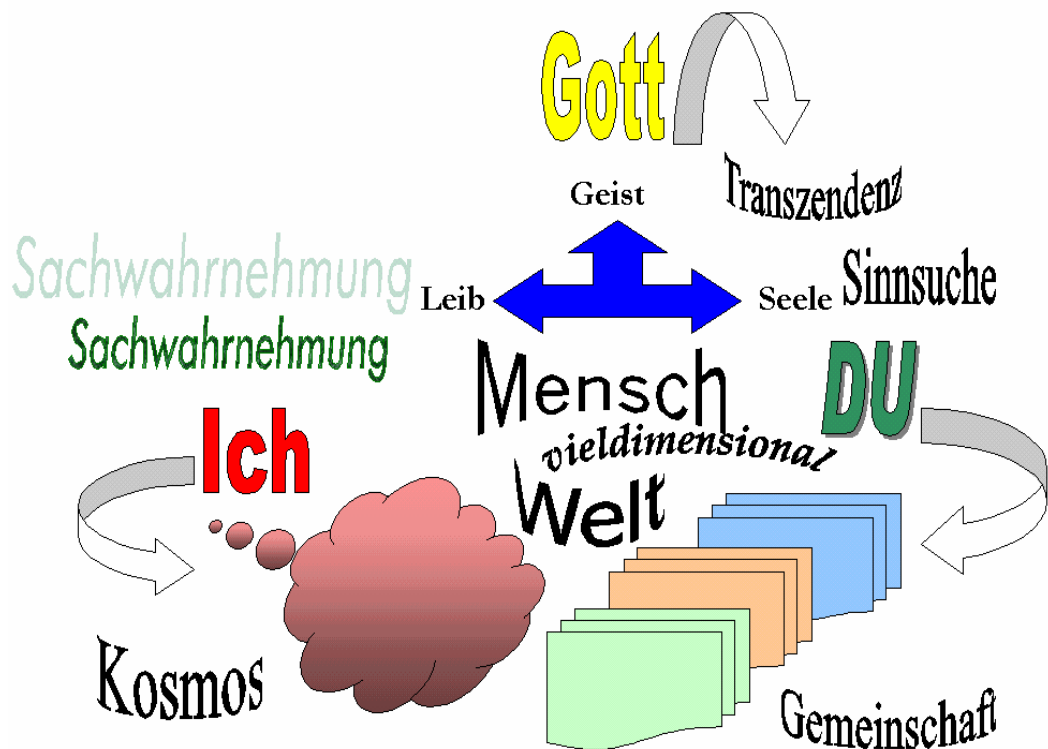 Gott
Transzendenz
Geist
Sachwahrnehmung
Leib
Seele
Sinnsuche
Sachwahrnehmung
Mensch
DU
Ich
vieldimensional
Welt
Kosmos
Gemeinschaft